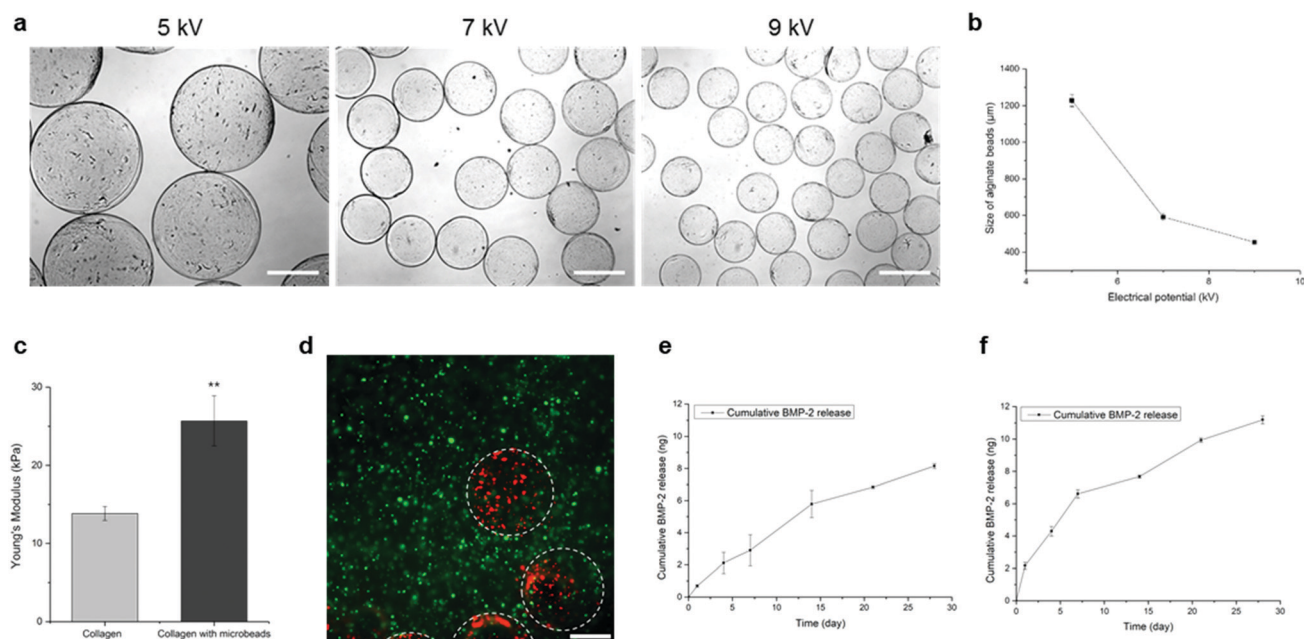 a
5 kV
7 kV
9 kV
b
Size of alginate beads (µm)
1400
1200
1000
800
600
400
4
6
8
10
Electrical potential (kV)
c
Young's Modulus (kPa)
30
20
10
0
**
Collagen
Collagen with microbeads
d
e
Cumulative BMP-2 release (ng)
12
10
8
6
4
2
0
Cumulative BMP-2 release
0
5
10
15
20
25
30
Time (day)
f
Cumulative BMP-2 release (ng)
12
10
8
6
4
2
0
Cumulative BMP-2 release
0
5
10
15
20
25
30
Time (day)